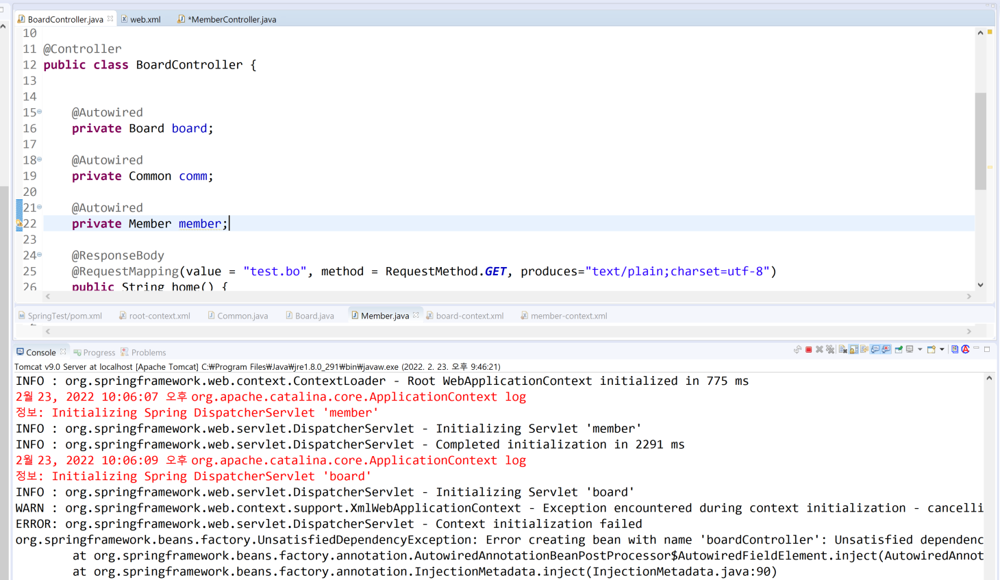 BoardController.java web.xml *MemberController.java
10
11 @Controller
12 public class BoardController {
13
14
15 @Autowired
16 private Board board;
17
18 @Autowired
19 private Common comm;
20
21 @Autowired
22 private Member member;
23
24 @ResponseBody
25 @RequestMapping(value = "test.bo", method = RequestMethod.GET, produces="text/plain;charset=utf-8")
26 public String home() {
SpringTest/pom.xml root-context.xml Common.java Board.java Member.java board-context.xml member-context.xml
Console Progress Problems
Tomcat v9.0 Server at localhost [Apache Tomcat] C:₩Program Files₩Java₩jre1.8.0_291₩bin₩javaw.exe (2022. 2. 23. 오후 9:46:21)
INFO : org.springframework.web.context.ContextLoader - Root WebApplicationContext initialized in 775 ms
2월 23, 2022 10:06:07 오후 org.apache.catalina.core.ApplicationContext log
정보: Initializing Spring DispatcherServlet 'member'
INFO : org.springframework.web.servlet.DispatcherServlet - Initializing Servlet 'member'
INFO : org.springframework.web.servlet.DispatcherServlet - Completed initialization in 2291 ms
2월 23, 2022 10:06:09 오후 org.apache.catalina.core.ApplicationContext log
정보: Initializing Spring DispatcherServlet 'board'
INFO : org.springframework.web.servlet.DispatcherServlet - Initializing Servlet 'board'
WARN : org.springframework.web.context.support.XmlWebApplicationContext - Exception encountered during context initialization - cancelli
ERROR: org.springframework.web.servlet.DispatcherServlet - Context initialization failed
org.springframework.beans.factory.UnsatisfiedDependencyException: Error creating bean with name 'boardController': Unsatisfied dependenc
at org.springframework.beans.factory.annotation.AutowiredAnnotationBeanPostProcessor$AutowiredFieldElement.inject(AutowiredAnnot
at org.springframework.beans.factory.annotation.InjectionMetadata.inject(InjectionMetadata.java:90)